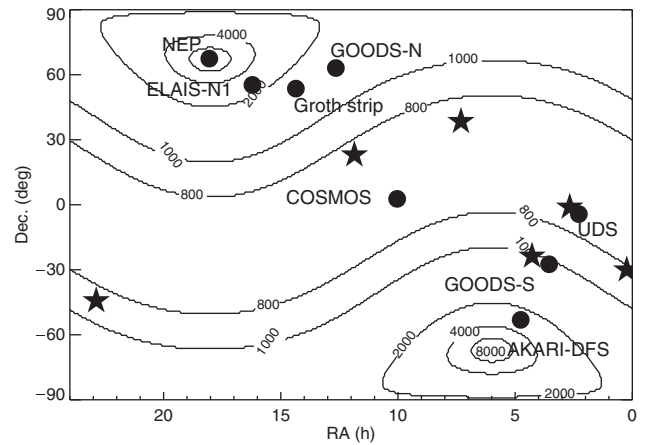 90
60
30
0
−30
−60
−90
Dec. (deg)
NEP
4000
GOODS-N
ELAIS-N1
2000
Groth strip
1000
800
1000
800
COSMOS
800
UDS
1000
GOODS-S
800
1000
2000
4000
8000
AKARI-DFS
2000
20
15
10
5
0
RA (h)